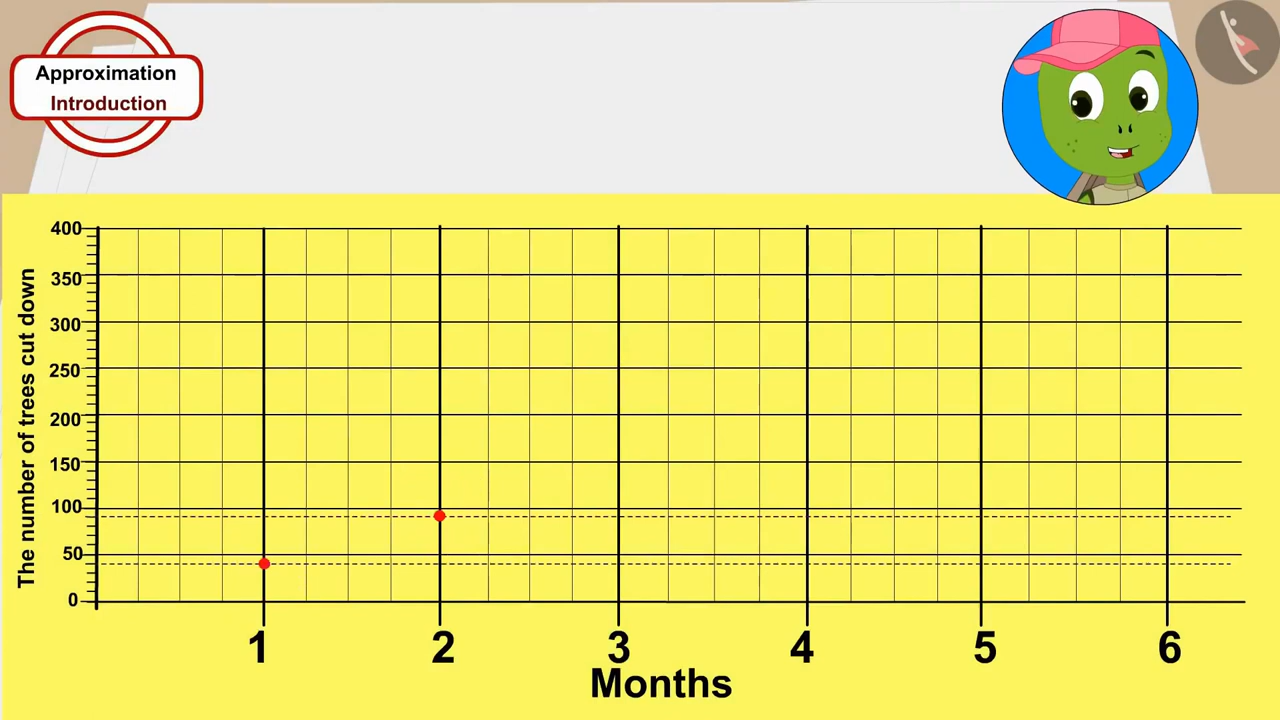 Approximation
Introduction
The number of trees cut down
400
350
300
250
200
150
100
50
0
1 2 3 4 5 6
Months